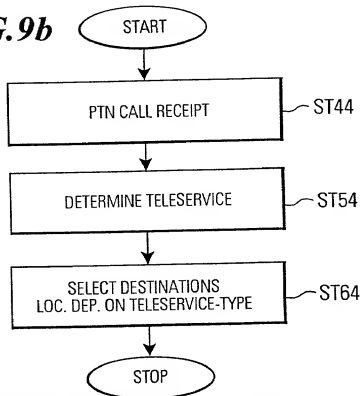 G.9b
START
PTN CALL RECEIPT
ST44
DETERMINE TELESERVICE
ST54
SELECT DESTINATIONS
LOC. DEP. ON TELESERVICE-TYPE
ST64
STOP